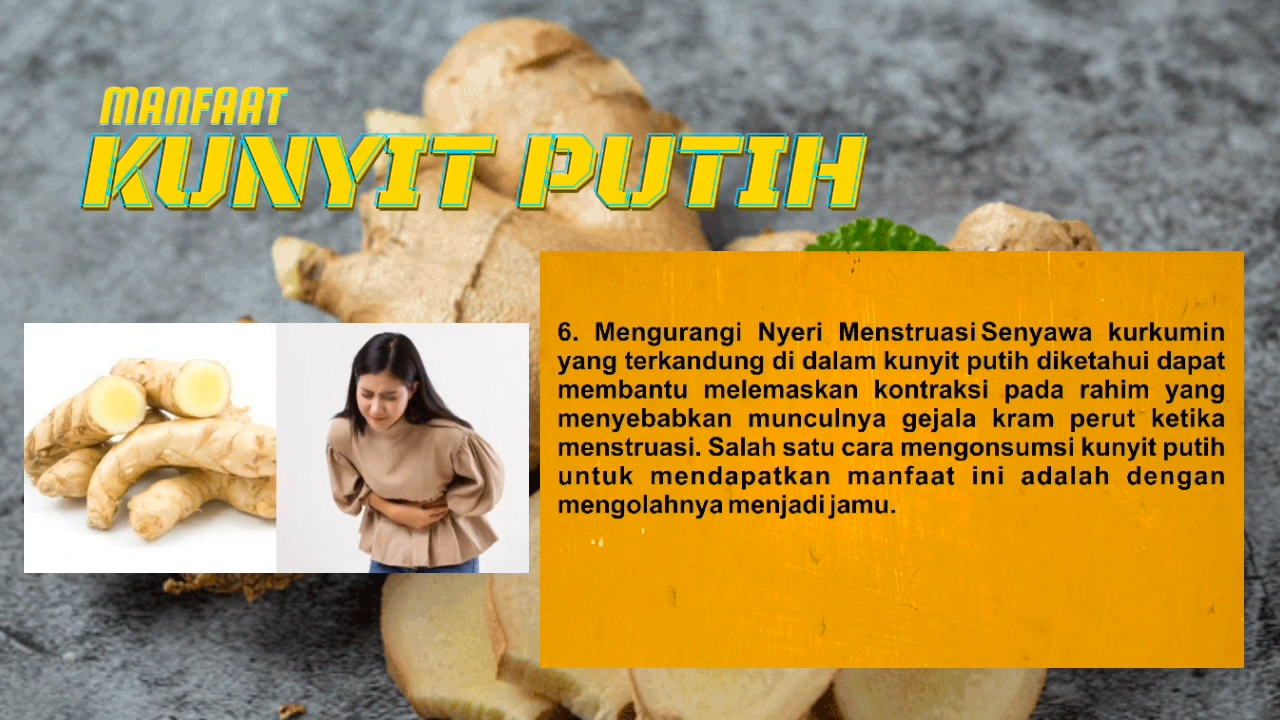 MANFAAT
KUNYIT PUTIH
6. Mengurangi Nyeri Menstruasi Senyawa kurkumin
yang terkandung di dalam kunyit putih diketahui dapat
membantu melemaskan kontraksi pada rahim yang
menyebabkan munculnya gejala kram perut ketika
menstruasi. Salah satu cara mengonsumsi kunyit putih
untuk mendapatkan manfaat ini adalah dengan
mengolahnya menjadi jamu.